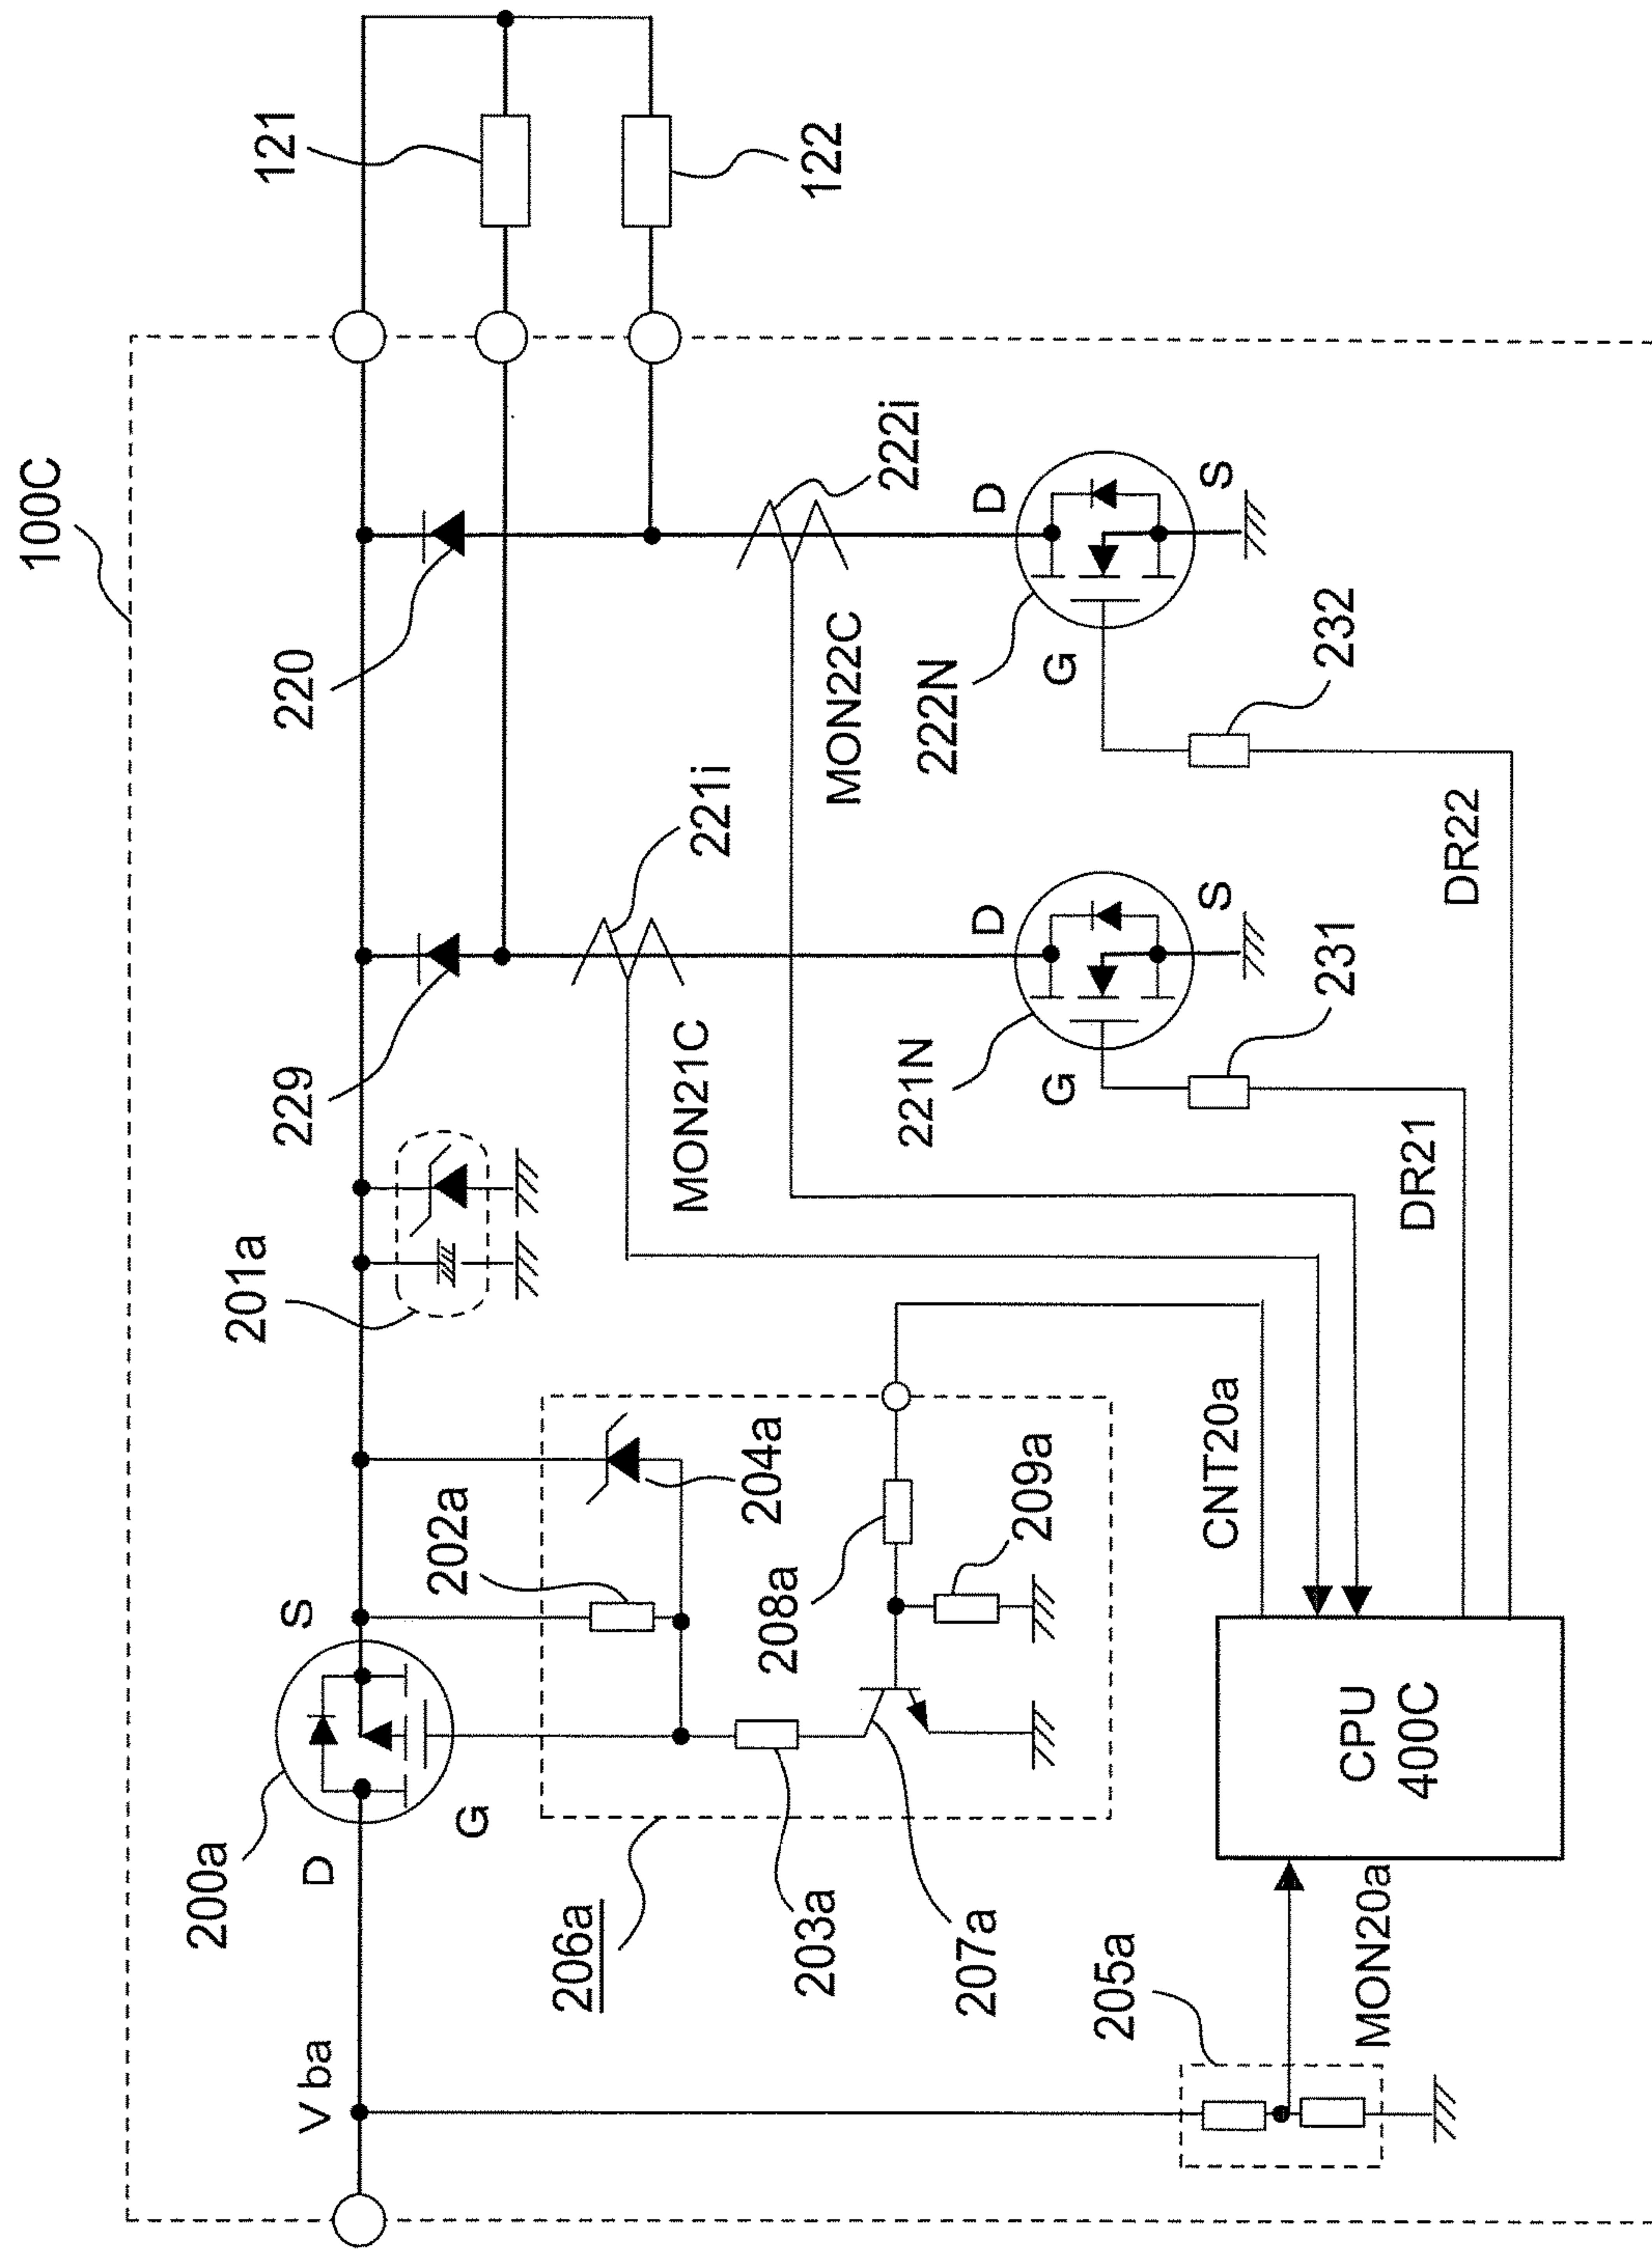 100C
121
122
220
229
222i
221i
MON22C
MON21C
201a
D
S
222N
G
232
D
S
221N
G
231
DR22
DR21
S
202a
204a
200a
D
G
208a
209a
CNT20a
206a
203a
207a
CPU
400C
V ba
205a
MON20a